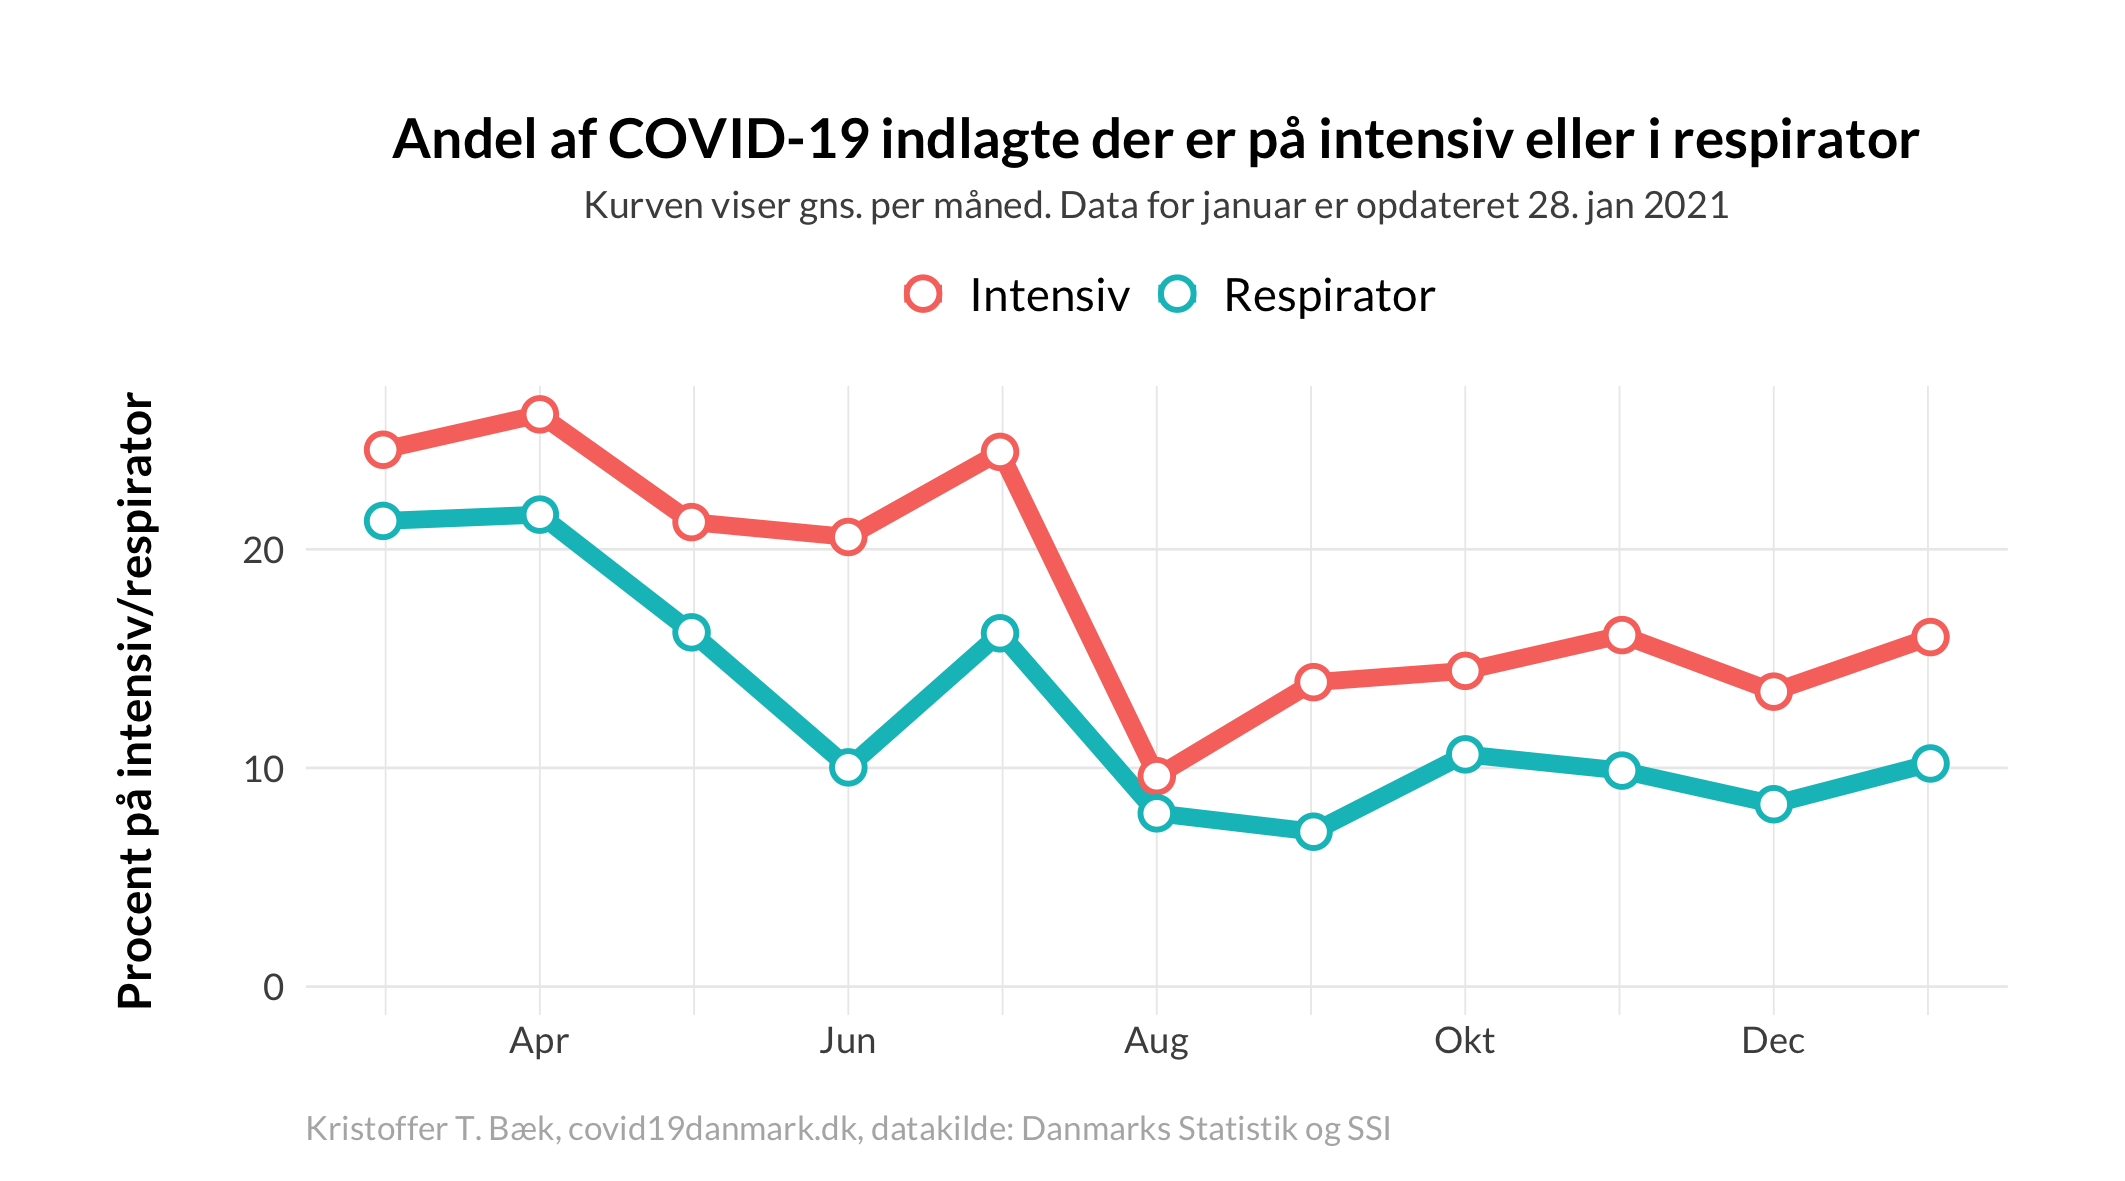 Andel af COVID-19 indlagte der er på intensiv eller i respirator
Kurven viser gns. per måned. Data for januar er opdateret 28. jan 2021
Intensiv Respirator
Procent på intensiv/respirator
20
10
0
Apr Jun Aug Okt Dec
Kristoffer T. Bæk, covid19danmark.dk, datakilde: Danmarks Statistik og SSI